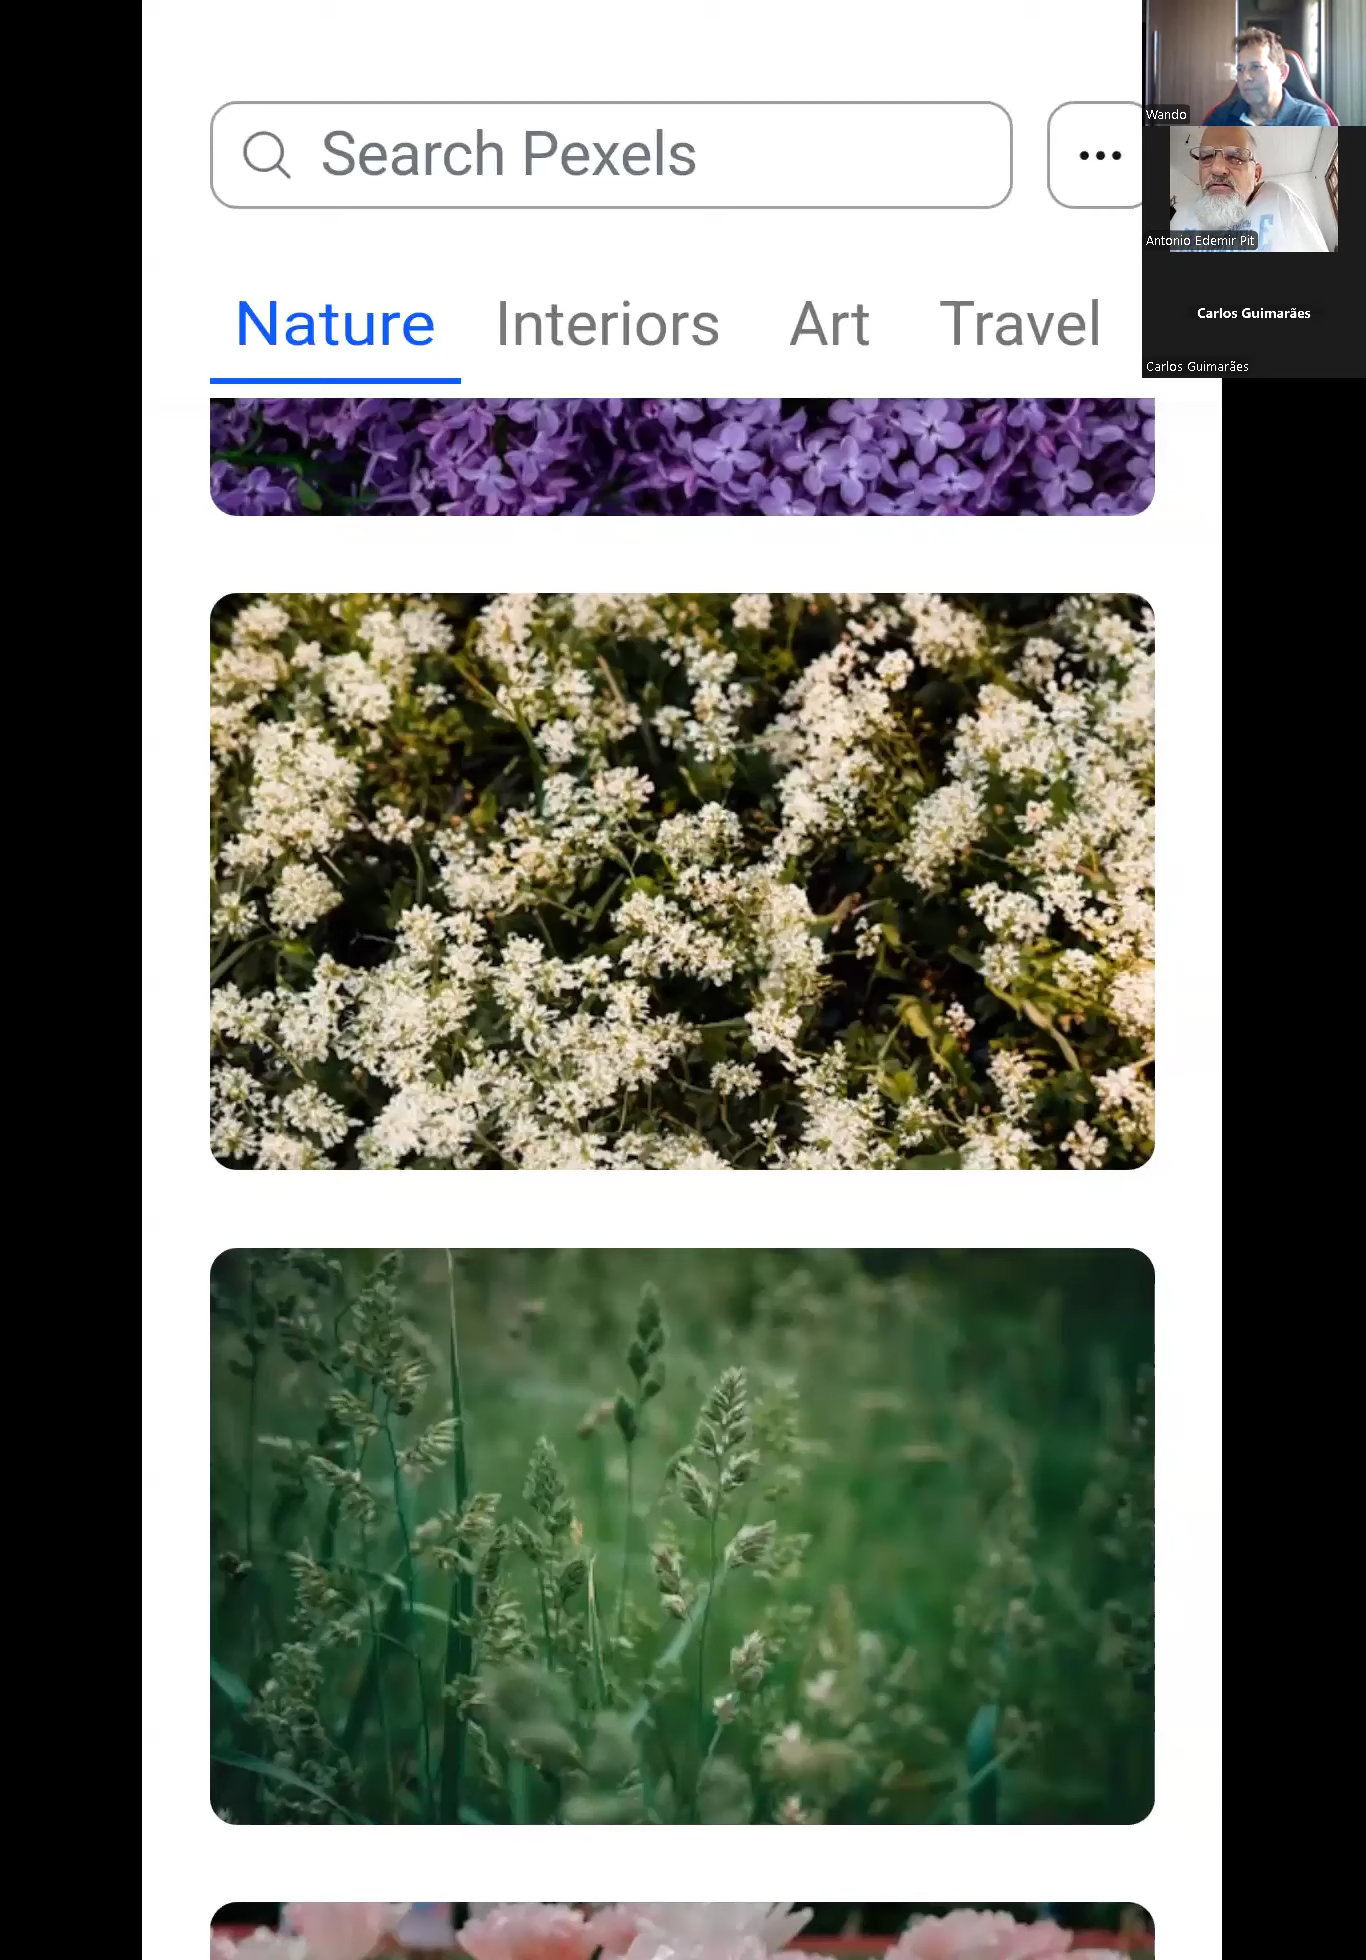 Search Pexels
Nature Interiors Art Travel
Wando
Antonio Edemir Pit
Carlos Guimarães
Carlos Guimarães